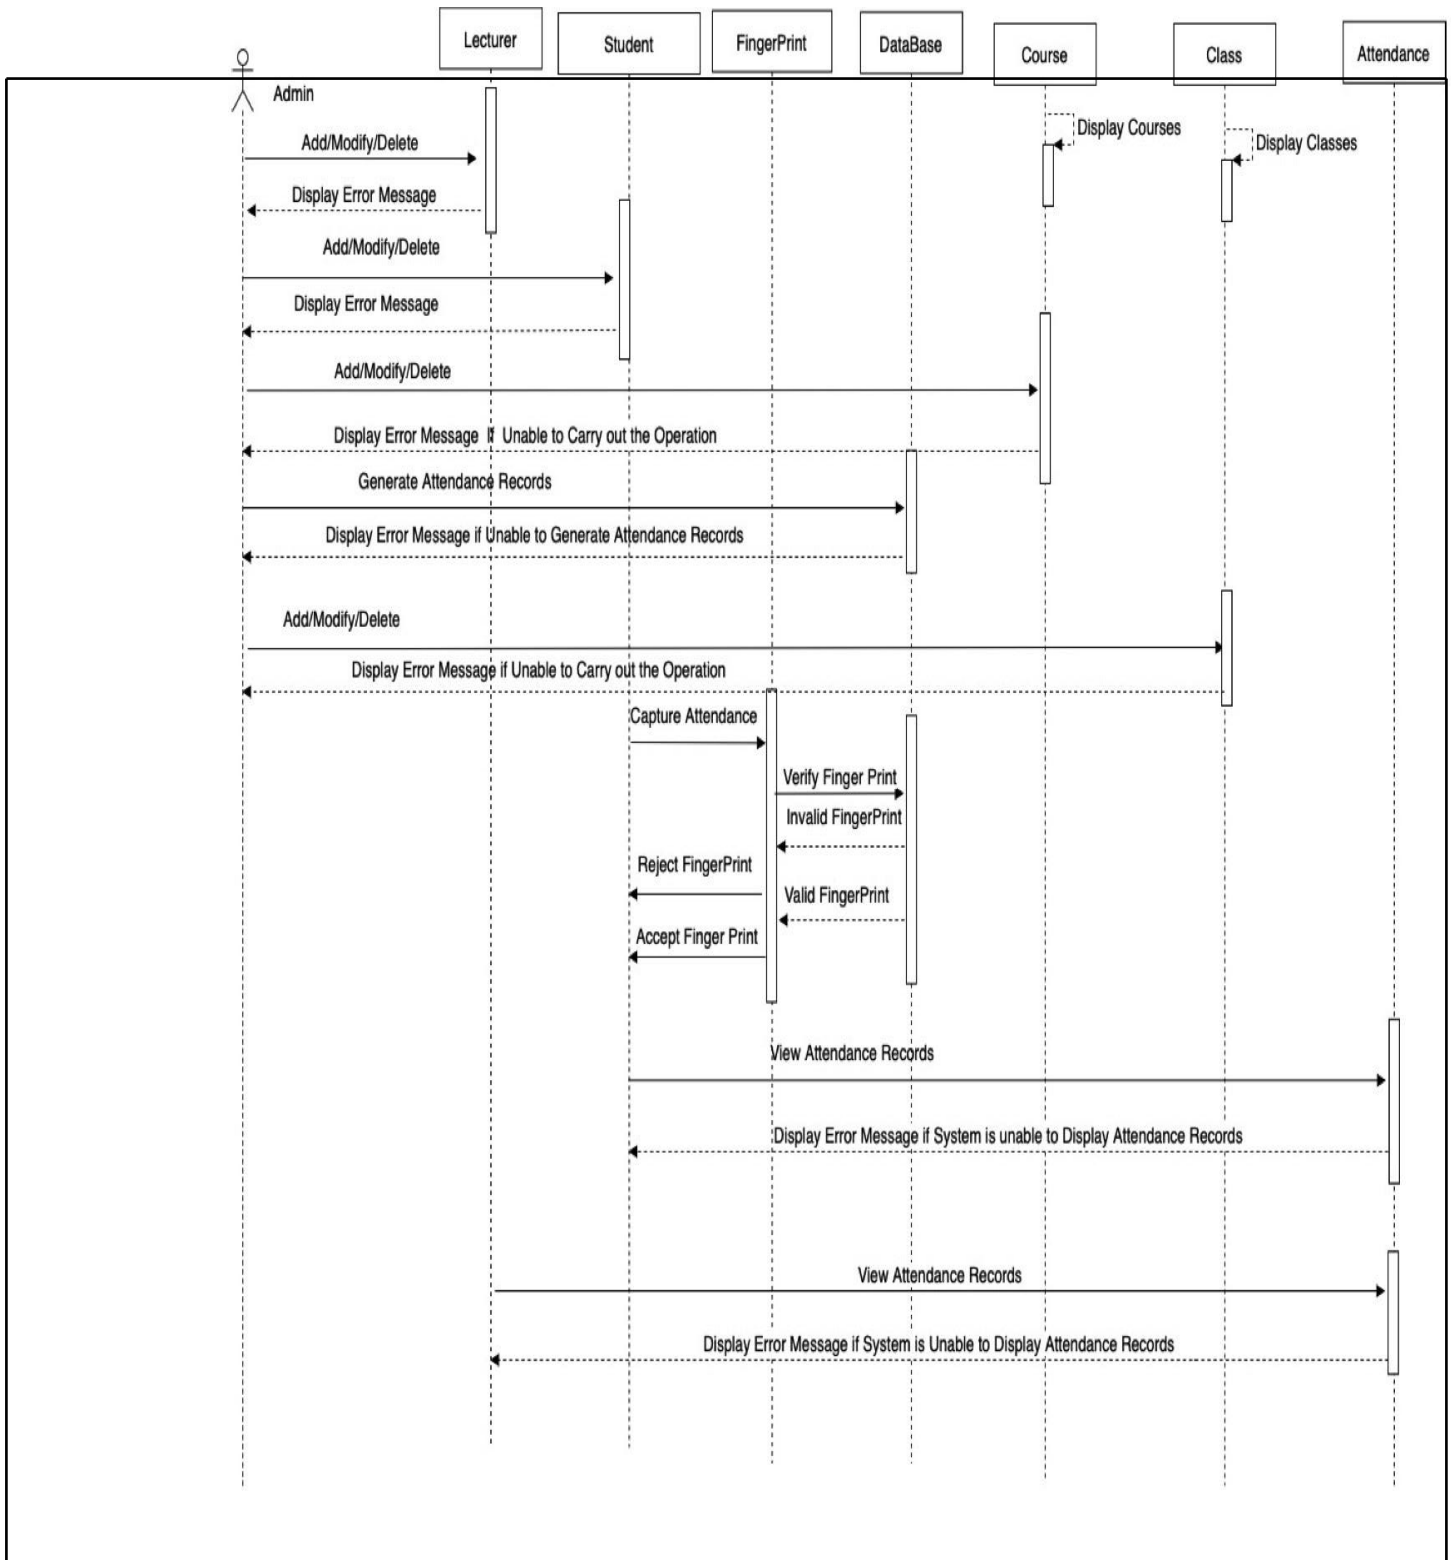 Lecturer
Student
FingerPrint
DataBase
Course
Class
Attendance
Admin
Display Courses
Display Classes
Add/Modify/Delete
Display Error Message
Add/Modify/Delete
Display Error Message
Add/Modify/Delete
Display Error Message If Unable to Carry out the Operation
Generate Attendance Records
Display Error Message if Unable to Generate Attendance Records
Add/Modify/Delete
Display Error Message if Unable to Carry out the Operation
Capture Attendance
Verify Finger Print
Invalid FingerPrint
Reject FingerPrint
Valid FingerPrint
Accept Finger Print
View Attendance Records
Display Error Message if System is unable to Display Attendance Records
View Attendance Records
Display Error Message if System is Unable to Display Attendance Records